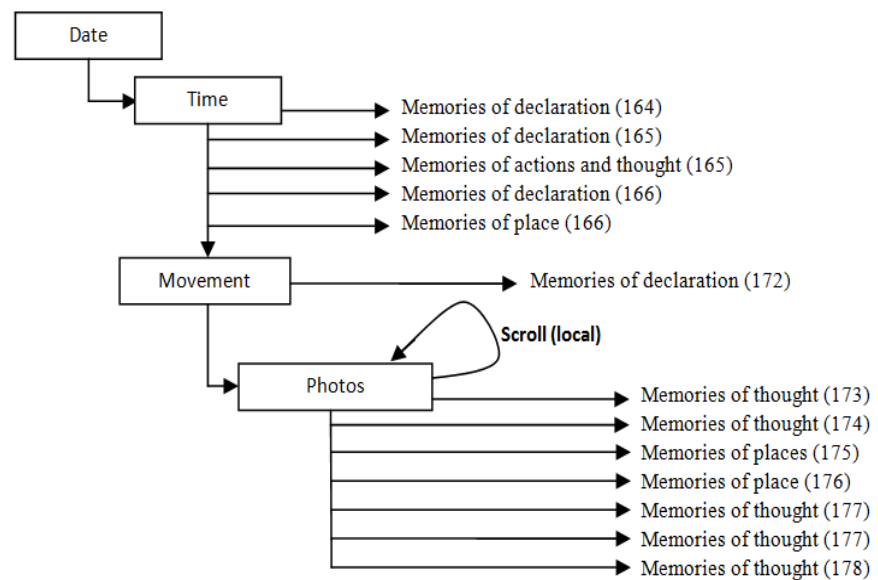 Date
Time
Memories of declaration (164)
Memories of declaration (165)
Memories of actions and thought (165)
Memories of declaration (166)
Memories of place (166)
Movement
Memories of declaration (172)
Scroll (local)
Photos
Memories of thought (173)
Memories of thought (174)
Memories of places (175)
Memories of place (176)
Memories of thought (177)
Memories of thought (177)
Memories of thought (178)